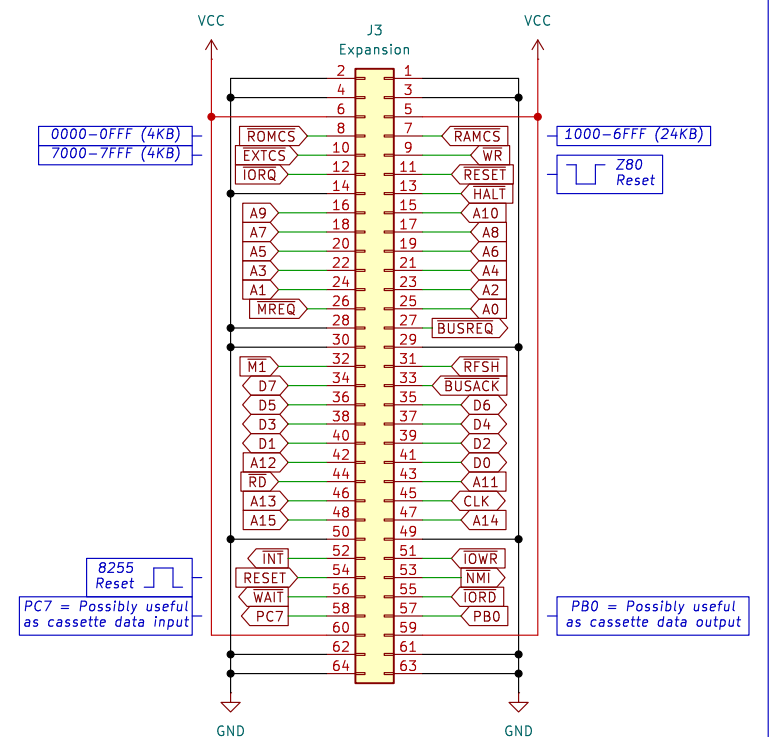 VCC VCC
J3
Expansion
2 1
4 3
6 5
0000-0FFF (4KB) ROMCS 8 7 RAMCS 1000-6FFF (24KB)
7000-7FFF (4KB) EXTCS 10 9 WR
Z80
Reset
IORQ 12 11 RESET
14 13 HALT
A9 16 15 A10
A7 18 17 A8
A5 20 19 A6
A3 22 21 A4
A1 24 23 A2
MREQ 26 25 A0
28 27 BUSREQ
30 29
M1 32 31 RFSH
D7 34 33 BUSACK
D5 36 35 D6
D3 38 37 D4
D1 40 39 D2
A12 42 41 D0
RD 44 43 A11
A13 46 45 CLK
A15 48 47 A14
50 49
INT 52 51 IOWR
8255
Reset
RESET 54 53 NMI
WAIT 56 55 IORD
PC7 = Possibly useful
as cassette data input
PC7 58 57 PB0
PB0 = Possibly useful
as cassette data output
60 59
62 61
64 63
GND GND